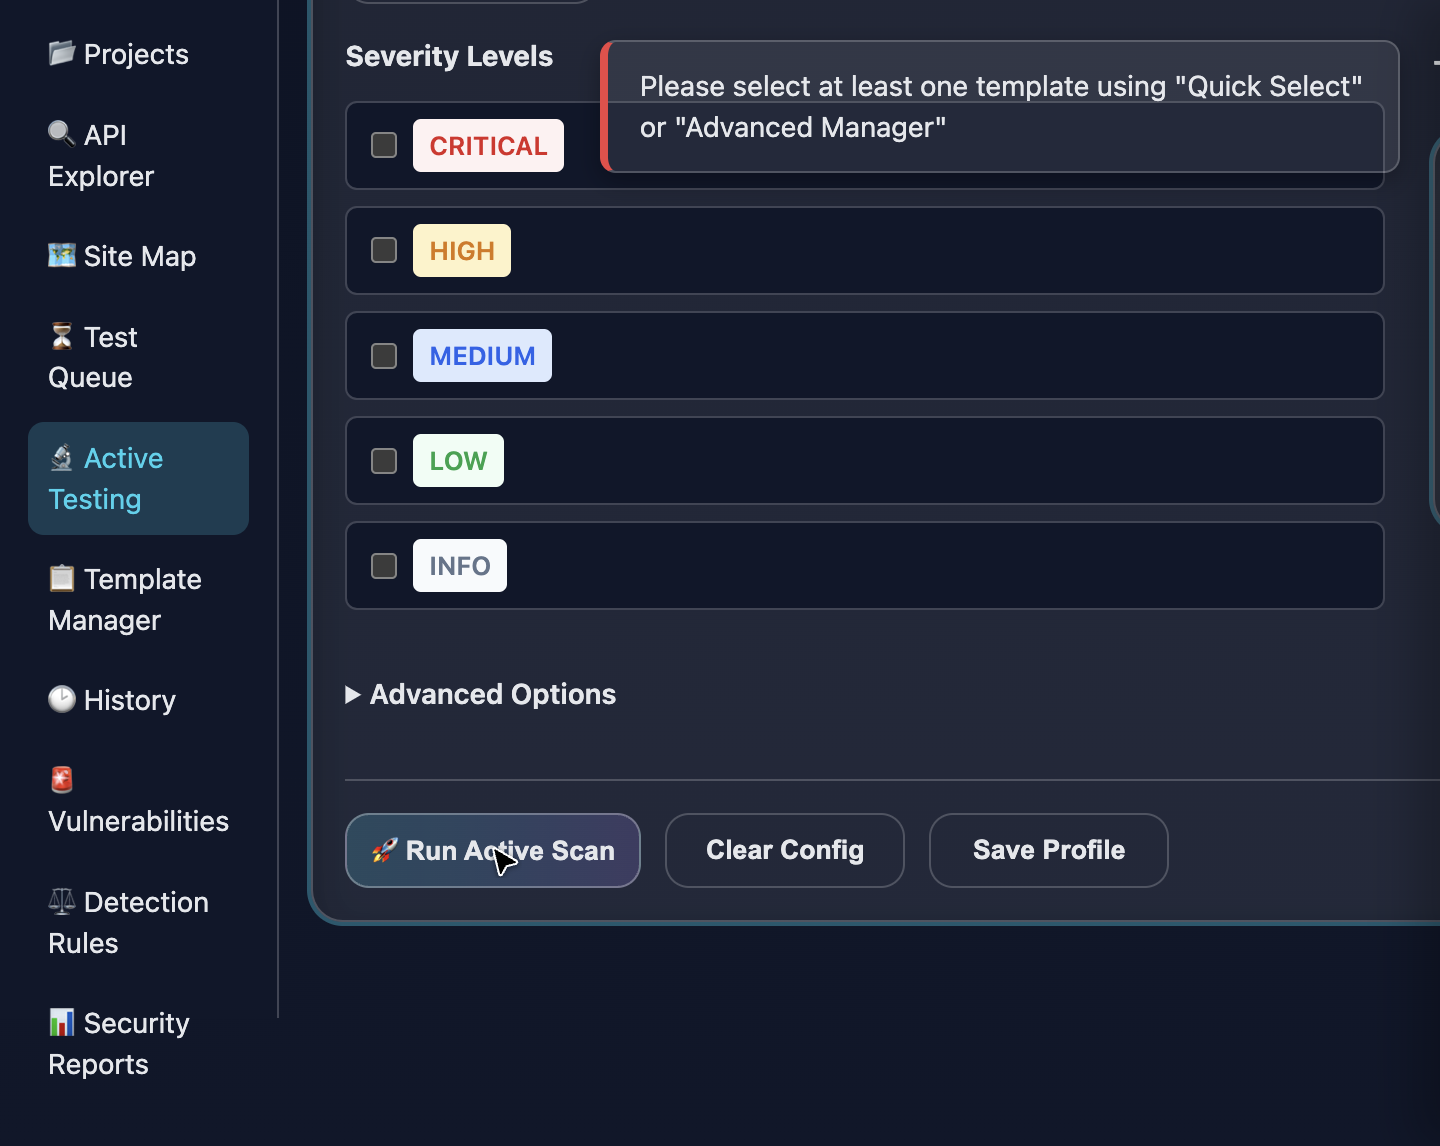 Projects
API
Explorer
Site Map
Test
Queue
Active
Testing
Template
Manager
History
Vulnerabilities
Detection
Rules
Security
Reports
Severity Levels
Please select at least one template using "Quick Select"
or "Advanced Manager"
CRITICAL
HIGH
MEDIUM
LOW
INFO
Advanced Options
Run Active Scan
Clear Config
Save Profile